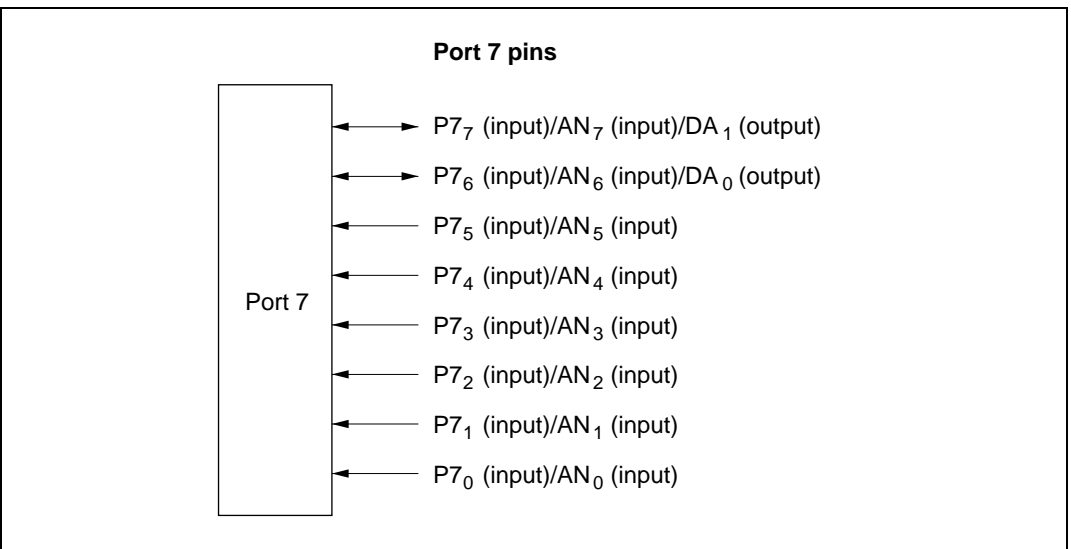 Port 7 pins
P7₇ (input)/AN₇ (input)/DA₁ (output)
P7₆ (input)/AN₆ (input)/DA₀ (output)
P7₅ (input)/AN₅ (input)
P7₄ (input)/AN₄ (input)
Port 7
P7₃ (input)/AN₃ (input)
P7₂ (input)/AN₂ (input)
P7₁ (input)/AN₁ (input)
P7₀ (input)/AN₀ (input)